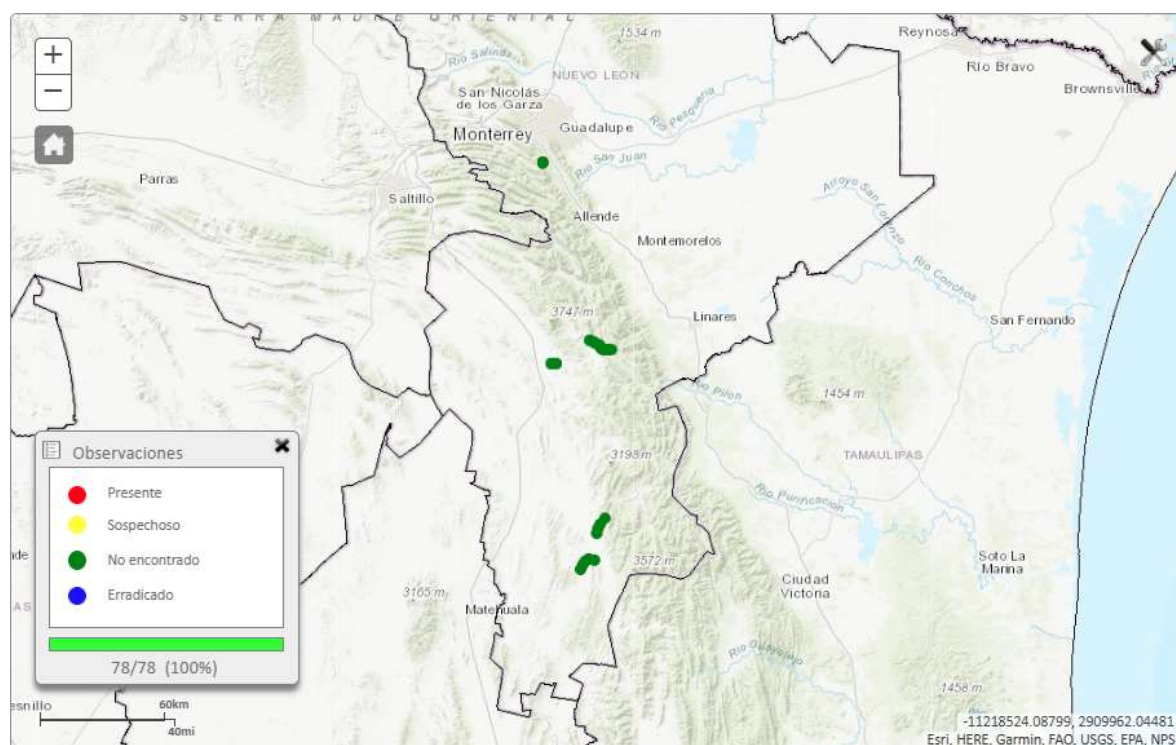 SIERRA MADRE ORIENTAL
1534 m
Reynosa
Río Bravo
Brownsville
Río Salinas
NUEVO LEÓN
San Nicolás
de los Garza
Río Pesquería
Monterrey
Guadalupe
Río San Juan
Parras
Saltillo
Arroyo San Lorenzo
Allende
Montemorelos
Río Conchos
3747 m
Linares
San Fernando
Río Pilón
1454 m
3198 m
TAMAULIPAS
Río Purificación
3572 m
Soto La
Marina
Ciudad
Victoria
3165 m
Matehuala
Río Guayalejo
1458 m
+
−
Observaciones
Presente
Sospechoso
No encontrado
Erradicado
78/78 (100%)
esnillo
60km
40mi
-11218524.08799, 2909962.04481
Esri, HERE, Garmin, FAO, USGS, EPA, NPS